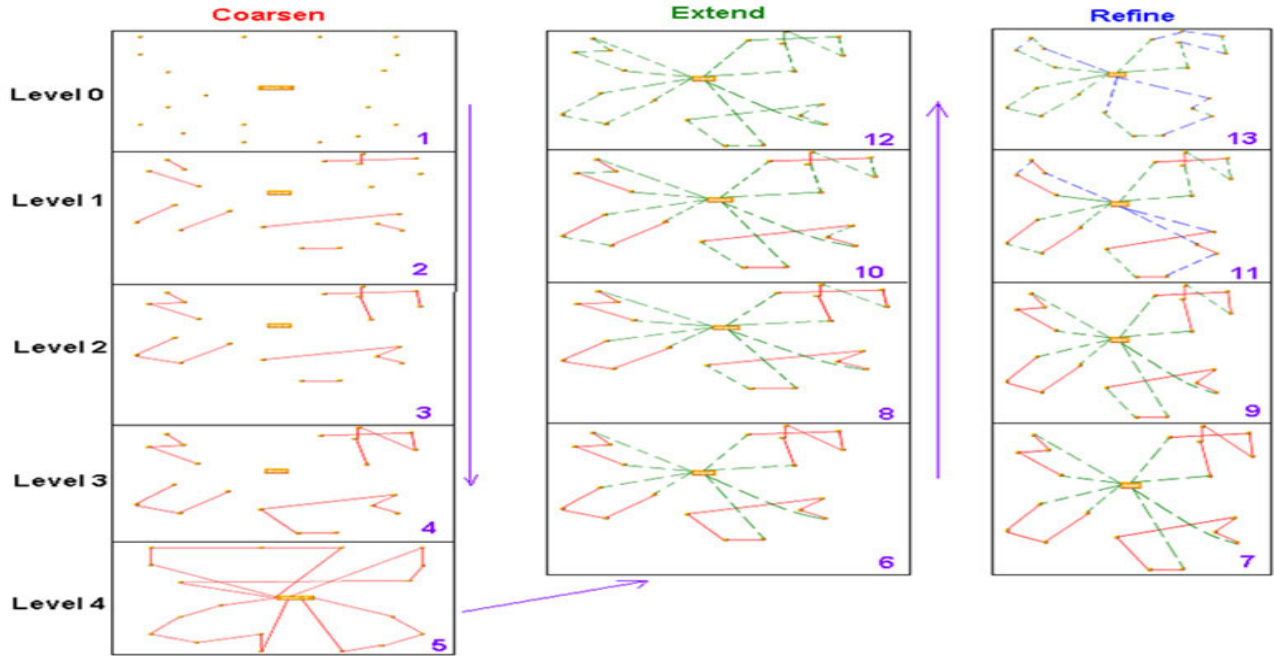 Coarsen Extend Refine
Level 0 1 12 13
Level 1 2 10 11
Level 2 3 8 9
Level 3 4 6 7
Level 4 5